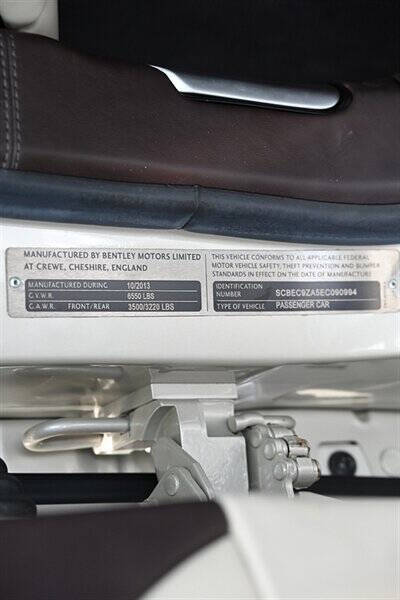 MANUFACTURED BY BENTLEY MOTORS LIMITED
AT CREWE, CHESHIRE, ENGLAND
MANUFACTURED DURING 10/2013
G.V.W.R. 6550 LBS
G.A.W.R. FRONT/REAR 3500/3220 LBS
THIS VEHICLE CONFORMS TO ALL APPLICABLE FEDERAL
MOTOR VEHICLE SAFETY, THEFT PREVENTION AND BUMPER
STANDARDS IN EFFECT ON THE DATE OF MANUFACTURE
IDENTIFICATION
NUMBER SCBEC9ZA5EC090994
TYPE OF VEHICLE PASSENGER CAR